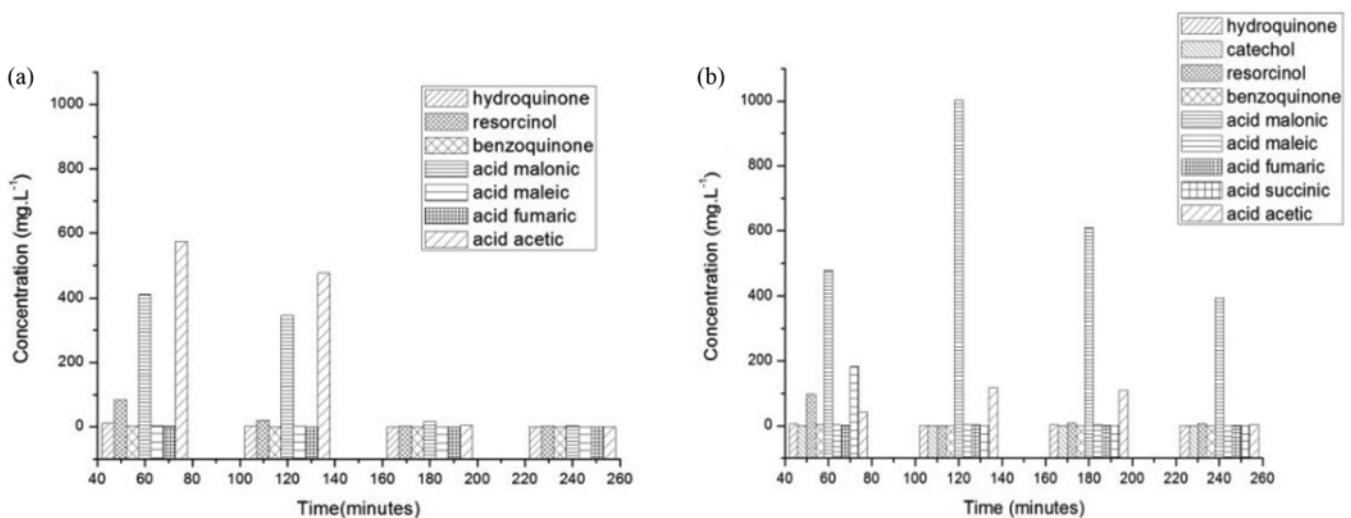 (a)
1000
800
600
400
200
0
Concentration (mg.L⁻¹)
hydroquinone
resorcinol
benzoquinone
acid malonic
acid maleic
acid fumaric
acid acetic
40 60 80 100 120 140 160 180 200 220 240 260
Time(minutes)
(b)
1000
800
600
400
200
0
Concentration (mg.L⁻¹)
hydroquinone
catechol
resorcinol
benzoquinone
acid malonic
acid maleic
acid fumaric
acid succinic
acid acetic
40 60 80 100 120 140 160 180 200 220 240 260
Time (minutes)